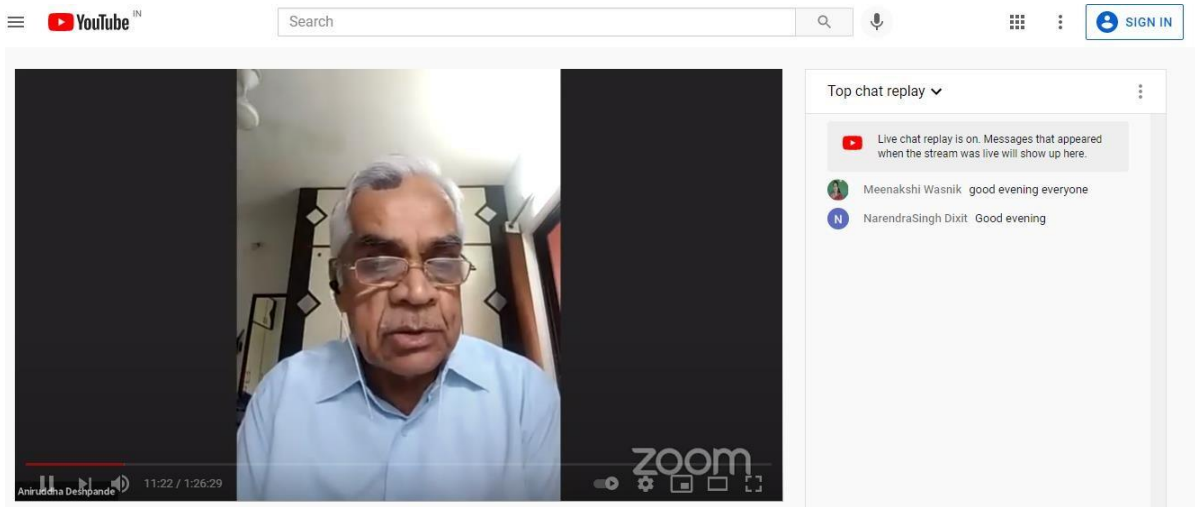 YouTube IN
Search
SIGN IN
Top chat replay
Live chat replay is on. Messages that appeared
when the stream was live will show up here.
Meenakshi Wasnik good evening everyone
N NarendraSingh Dixit Good evening
zoom
11:22 / 1:26:29
Aniruddha Deshpande